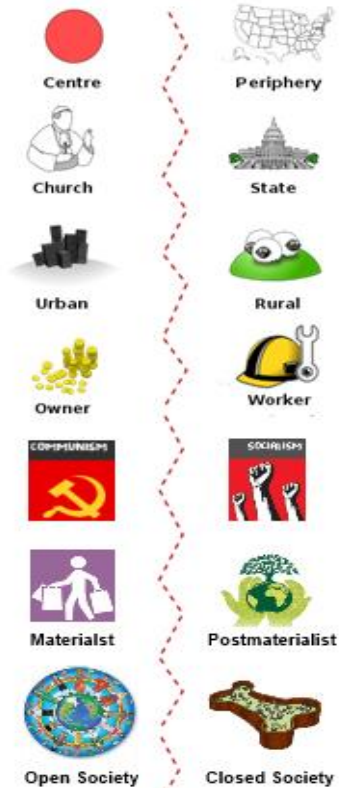 Centre Periphery
Church State
Urban Rural
Owner Worker
COMMUNISM SOCIALISM
Materialst Postmaterialist
Open Society Closed Society